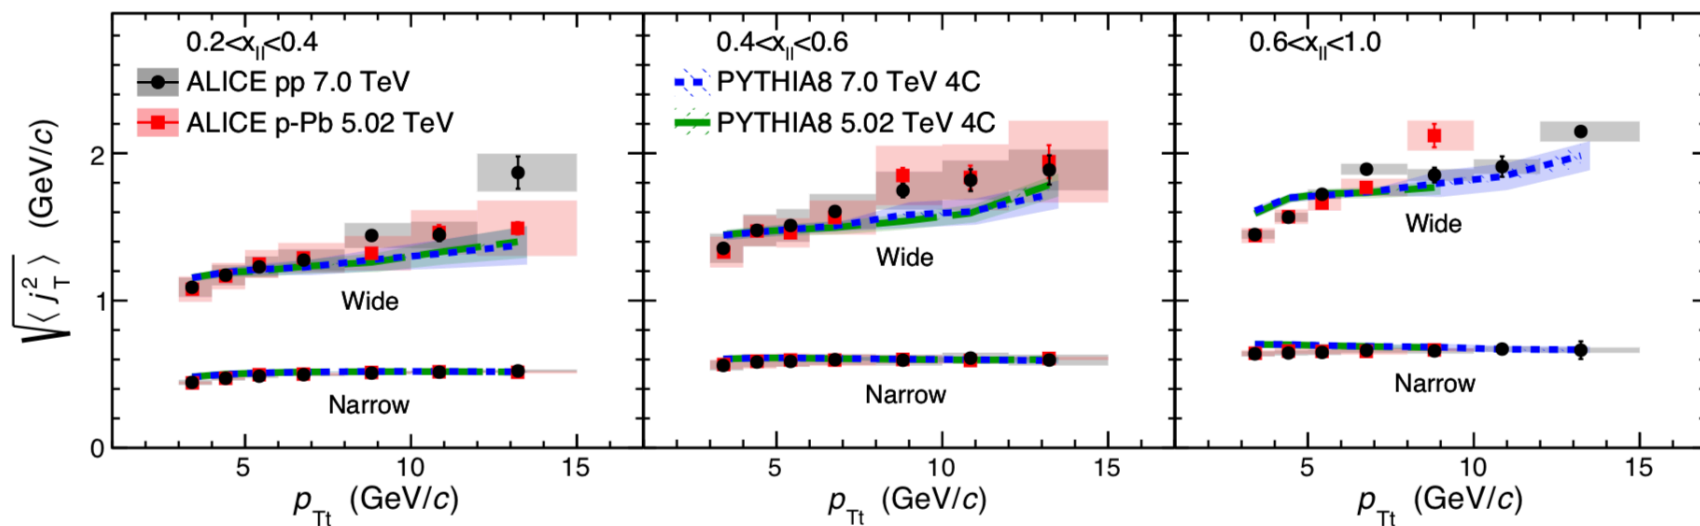 √⟨ j_T^2 ⟩ (GeV/c)
0.2<x_||<0.4
ALICE pp 7.0 TeV
ALICE p-Pb 5.02 TeV
Wide
Narrow
0
1
2
5
10
15
p_Tt (GeV/c)
0.4<x_||<0.6
PYTHIA8 7.0 TeV 4C
PYTHIA8 5.02 TeV 4C
Wide
Narrow
5
10
15
p_Tt (GeV/c)
0.6<x_||<1.0
Wide
Narrow
5
10
15
p_Tt (GeV/c)